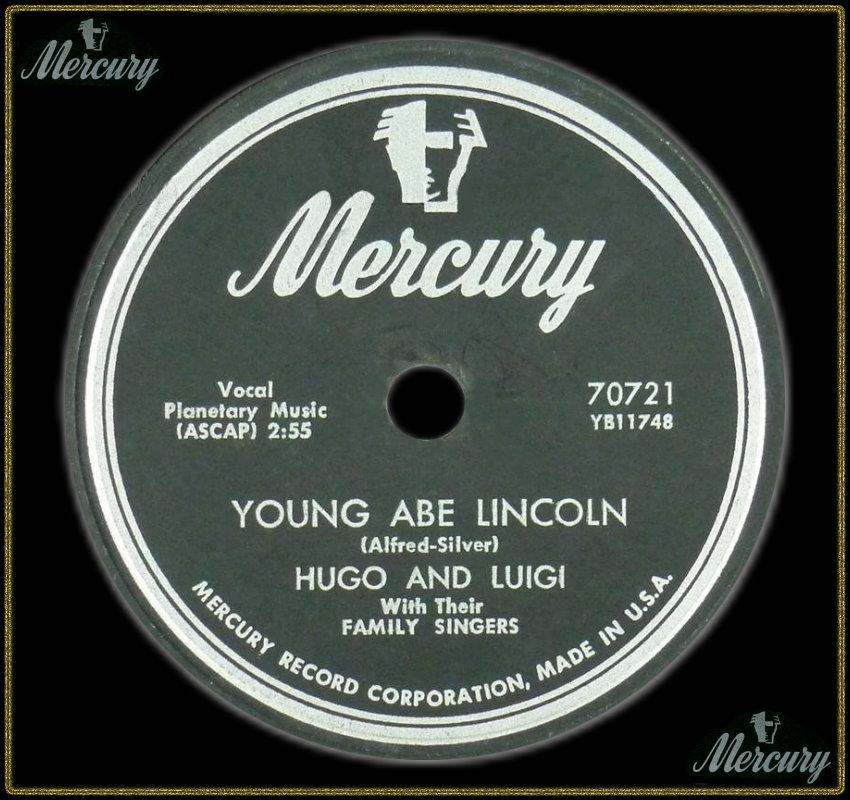 Mercury
Mercury
Vocal
Planetary Music
(ASCAP) 2:55
70721
YB11748
YOUNG ABE LINCOLN
(Alfred-Silver)
HUGO AND LUIGI
With Their
FAMILY SINGERS
MERCURY RECORD CORPORATION, MADE IN U.S.A.
Mercury